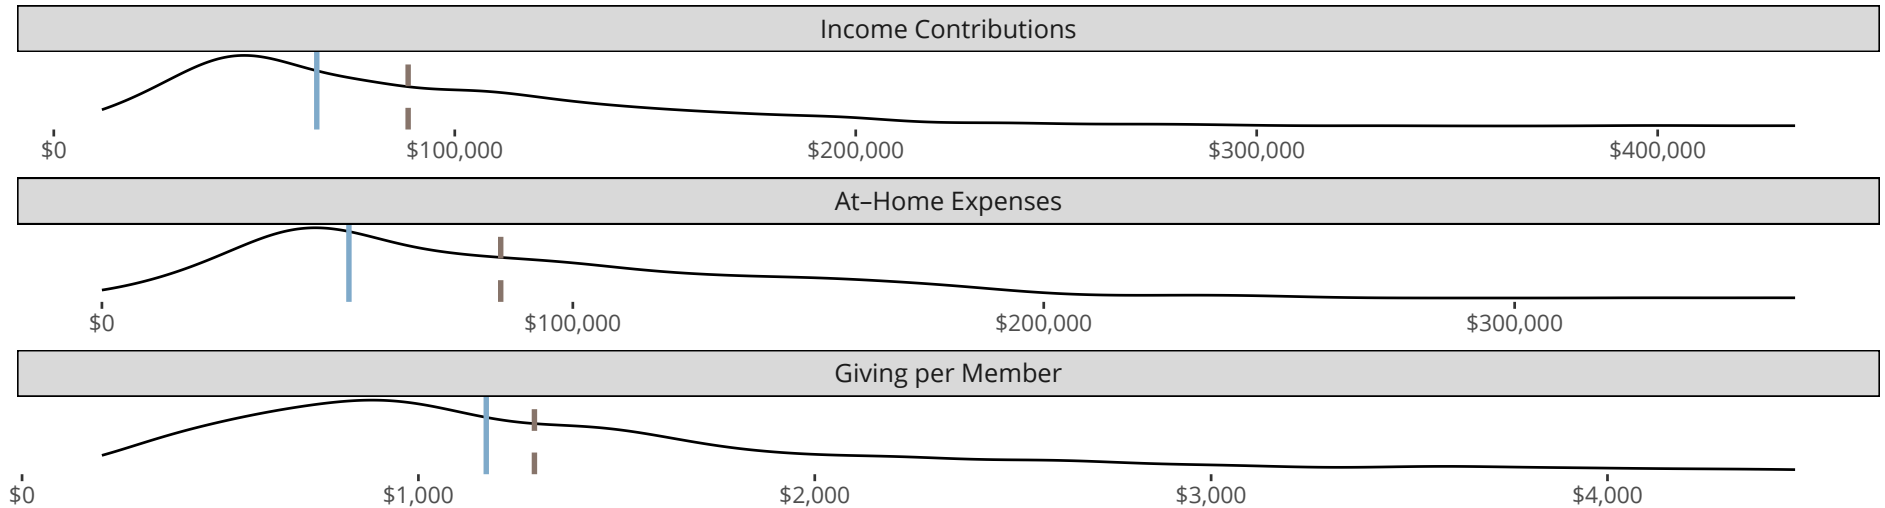 Income Contributions
$0 $100,000 $200,000 $300,000 $400,000
At–Home Expenses
$0 $100,000 $200,000 $300,000
Giving per Member
$0 $1,000 $2,000 $3,000 $4,000